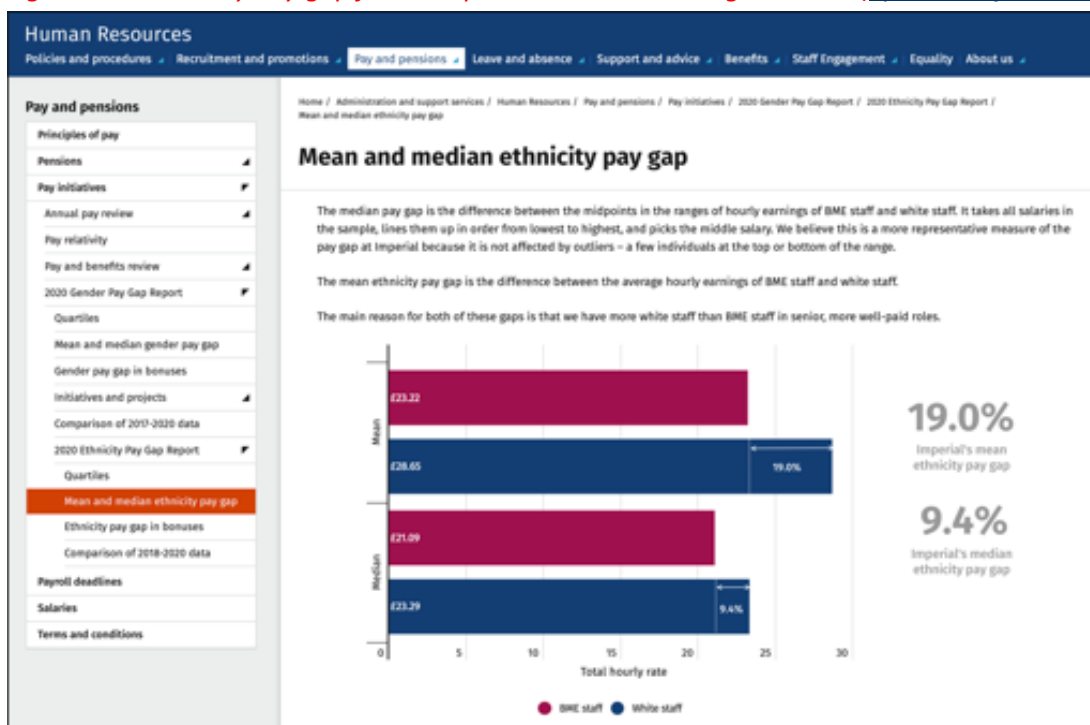 Human Resources
Policies and procedures Recruitment and promotions Pay and pensions Leave and absence Support and advice Benefits Staff Engagement Equality About us
Pay and pensions
Principles of pay
Pensions
Pay initiatives
Annual pay review
Pay relativity
Pay and benefits review
2020 Gender Pay Gap Report
Quartiles
Mean and median gender pay gap
Gender pay gap in bonuses
Initiatives and projects
Comparison of 2017-2020 data
2020 Ethnicity Pay Gap Report
Quartiles
Mean and median ethnicity pay gap
Ethnicity pay gap in bonuses
Comparison of 2018-2020 data
Payroll deadlines
Salaries
Terms and conditions
Home / Administration and support services / Human Resources / Pay and pensions / Pay initiatives / 2020 Gender Pay Gap Report / 2020 Ethnicity Pay Gap Report /
Mean and median ethnicity pay gap
Mean and median ethnicity pay gap
The median pay gap is the difference between the midpoints in the ranges of hourly earnings of BME staff and white staff. It takes all salaries in
the sample, lines them up in order from lowest to highest, and picks the middle salary. We believe this is a more representative measure of the
pay gap at Imperial because it is not affected by outliers – a few individuals at the top or bottom of the range.
The mean ethnicity pay gap is the difference between the average hourly earnings of BME staff and white staff.
The main reason for both of these gaps is that we have more white staff than BME staff in senior, more well-paid roles.
Mean
£23.22
£28.65
19.0%
Median
£21.09
£23.29
9.4%
0 5 10 15 20 25 30
Total hourly rate
BME staff White staff
19.0%
Imperial's mean
ethnicity pay gap
9.4%
Imperial's median
ethnicity pay gap